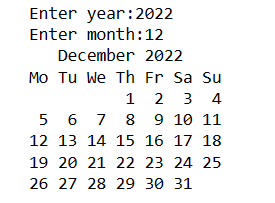 Enter year:2022
Enter month:12
   December 2022
Mo Tu We Th Fr Sa Su
          1  2  3  4
 5  6  7  8  9 10 11
12 13 14 15 16 17 18
19 20 21 22 23 24 25
26 27 28 29 30 31